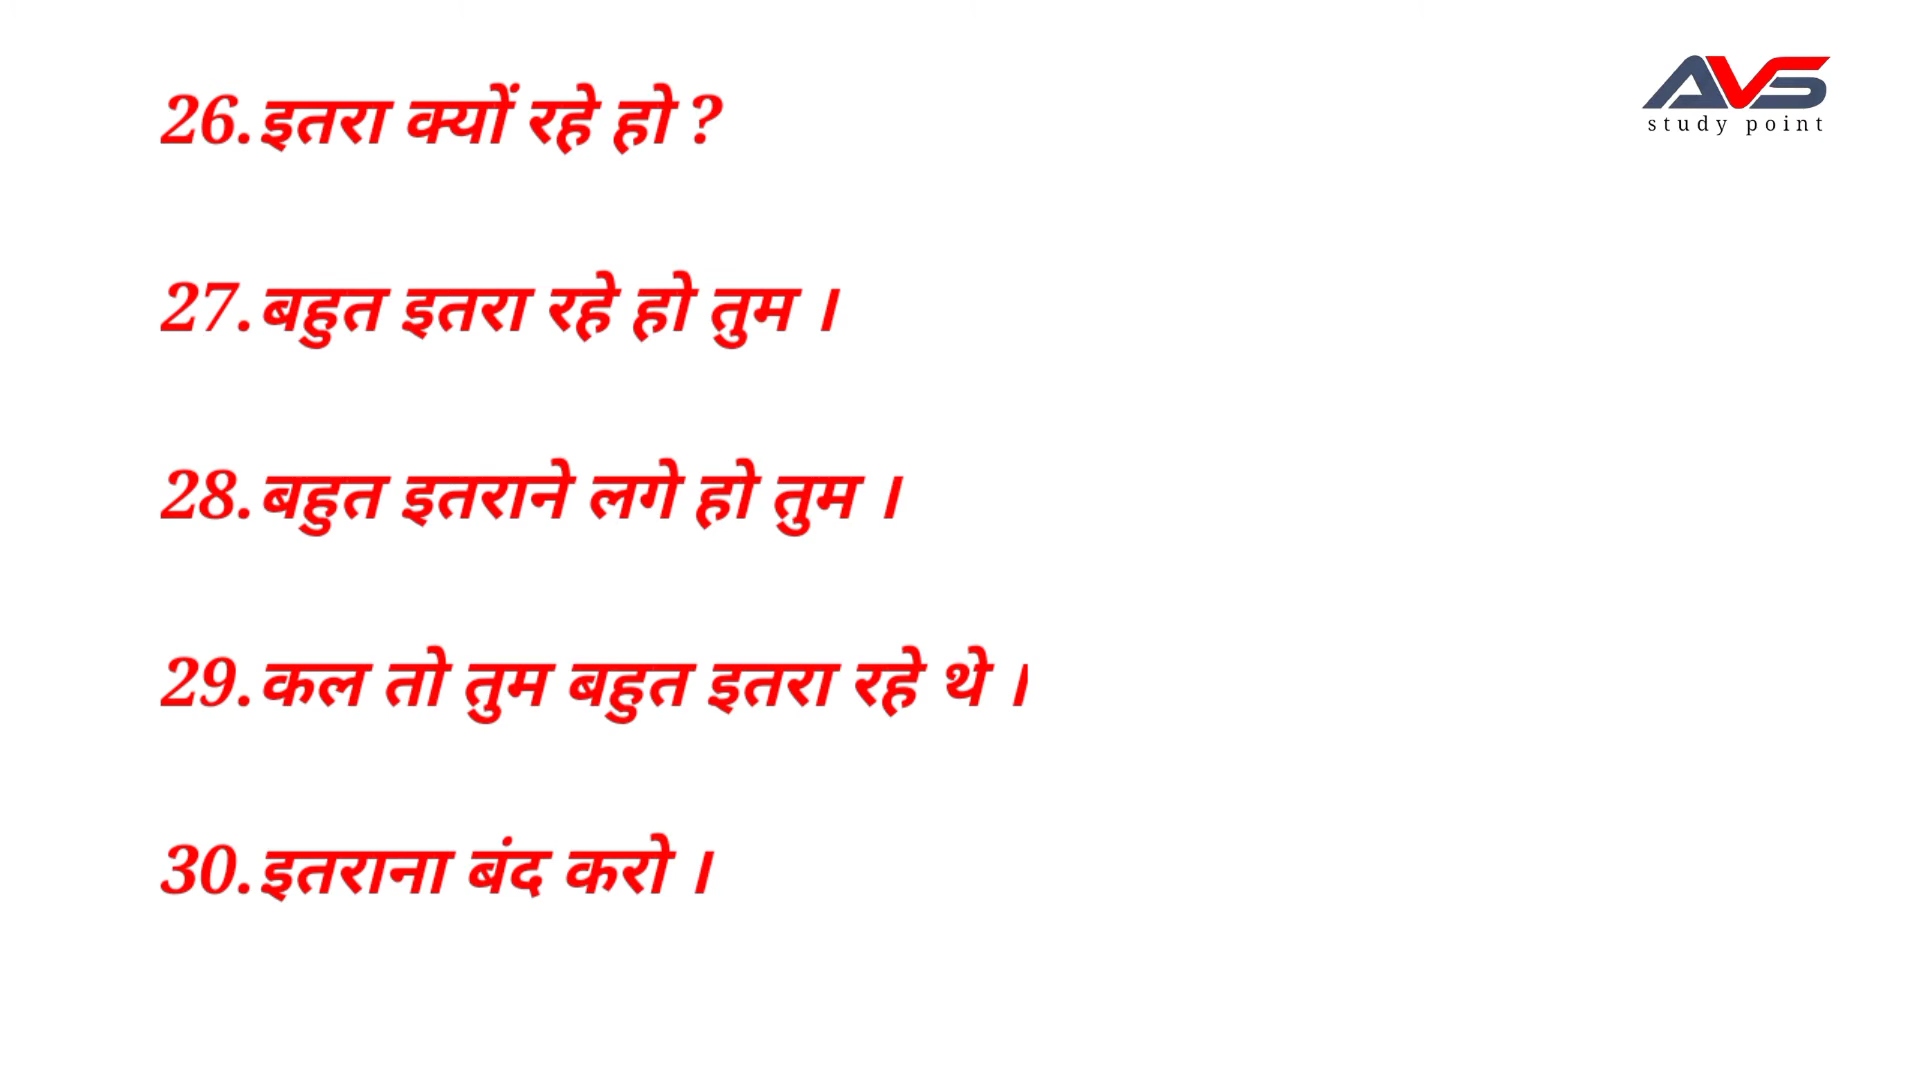 26. इतरा क्यों रहे हो ?
AVS
study point
27. बहुत इतरा रहे हो तुम ।
28. बहुत इतराने लगे हो तुम ।
29. कल तो तुम बहुत इतरा रहे थे ।
30. इतराना बंद करो ।